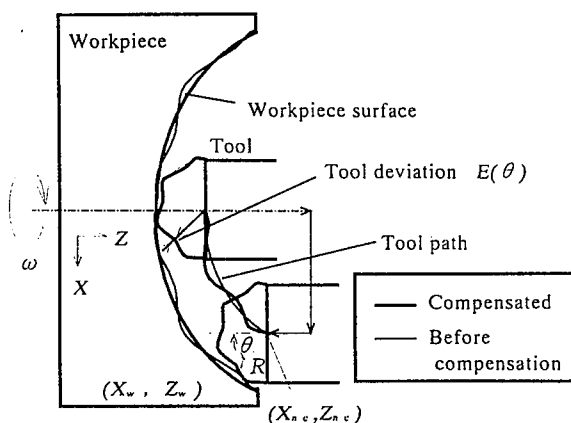 Workpiece
Workpiece surface
Tool
Tool deviation E(θ)
Z
Tool path
ω
X
Compensated
Before
compensation
θ
R
(Xw, Zw)
(Xnc, Znc)